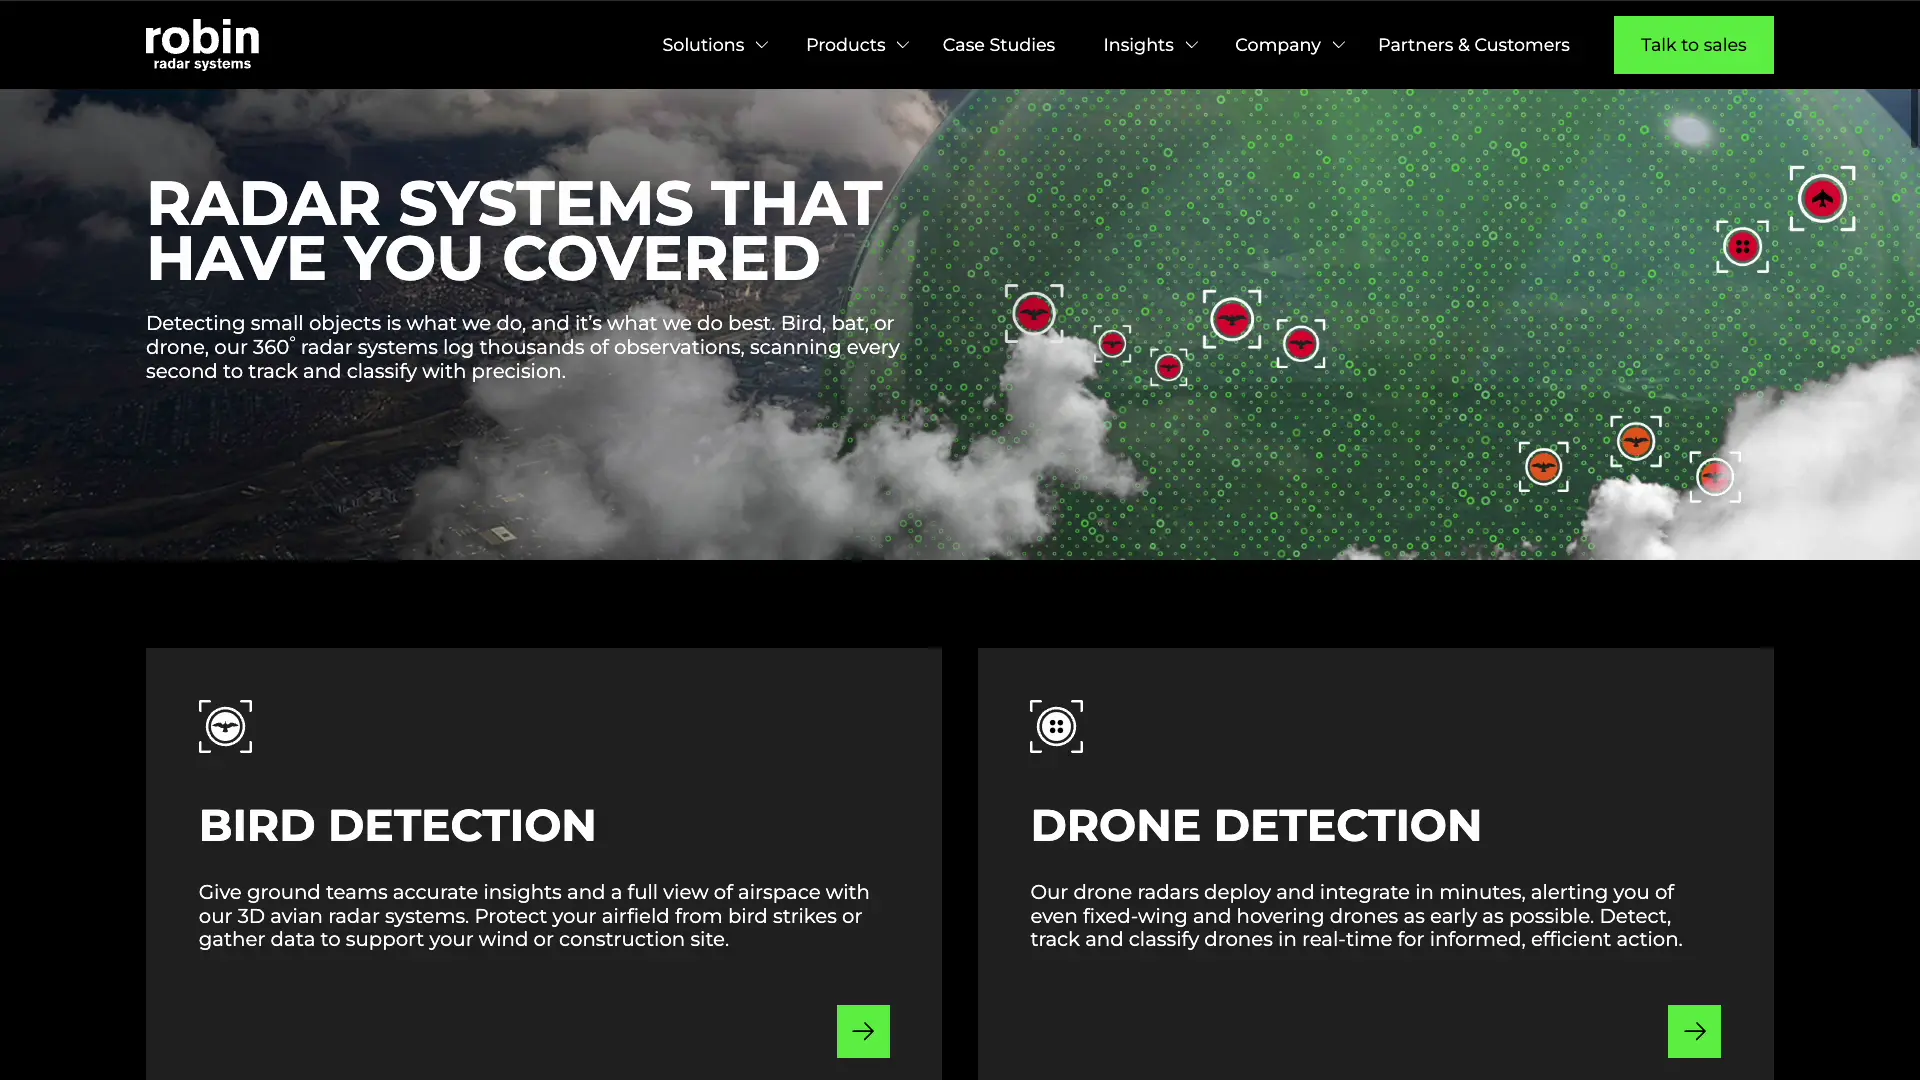 robin
radar systems
Solutions
Products
Case Studies
Insights
Company
Partners & Customers
Talk to sales
RADAR SYSTEMS THAT
HAVE YOU COVERED
Detecting small objects is what we do, and it’s what we do best. Bird, bat, or
drone, our 360° radar systems log thousands of observations, scanning every
second to track and classify with precision.
BIRD DETECTION
Give ground teams accurate insights and a full view of airspace with
our 3D avian radar systems. Protect your airfield from bird strikes or
gather data to support your wind or construction site.
DRONE DETECTION
Our drone radars deploy and integrate in minutes, alerting you of
even fixed-wing and hovering drones as early as possible. Detect,
track and classify drones in real-time for informed, efficient action.